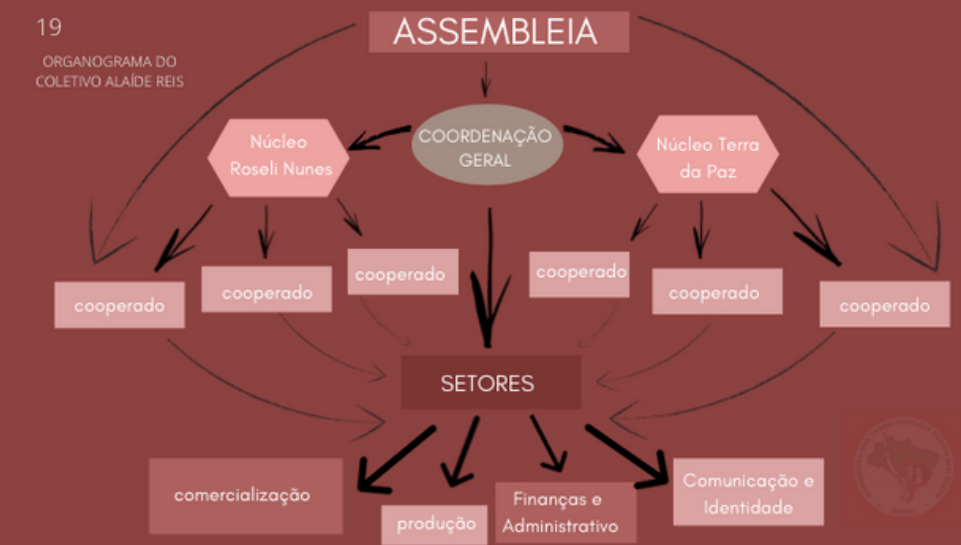 19
ORGANOGRAMA DO
COLETIVO ALAÍDE REIS
ASSEMBLEIA
COORDENAÇÃO
GERAL
Núcleo
Roseli Nunes
Núcleo Terra
da Paz
cooperado
cooperado
cooperado
cooperado
cooperado
cooperado
SETORES
comercialização
produção
Finanças e
Administrativo
Comunicação e
Identidade